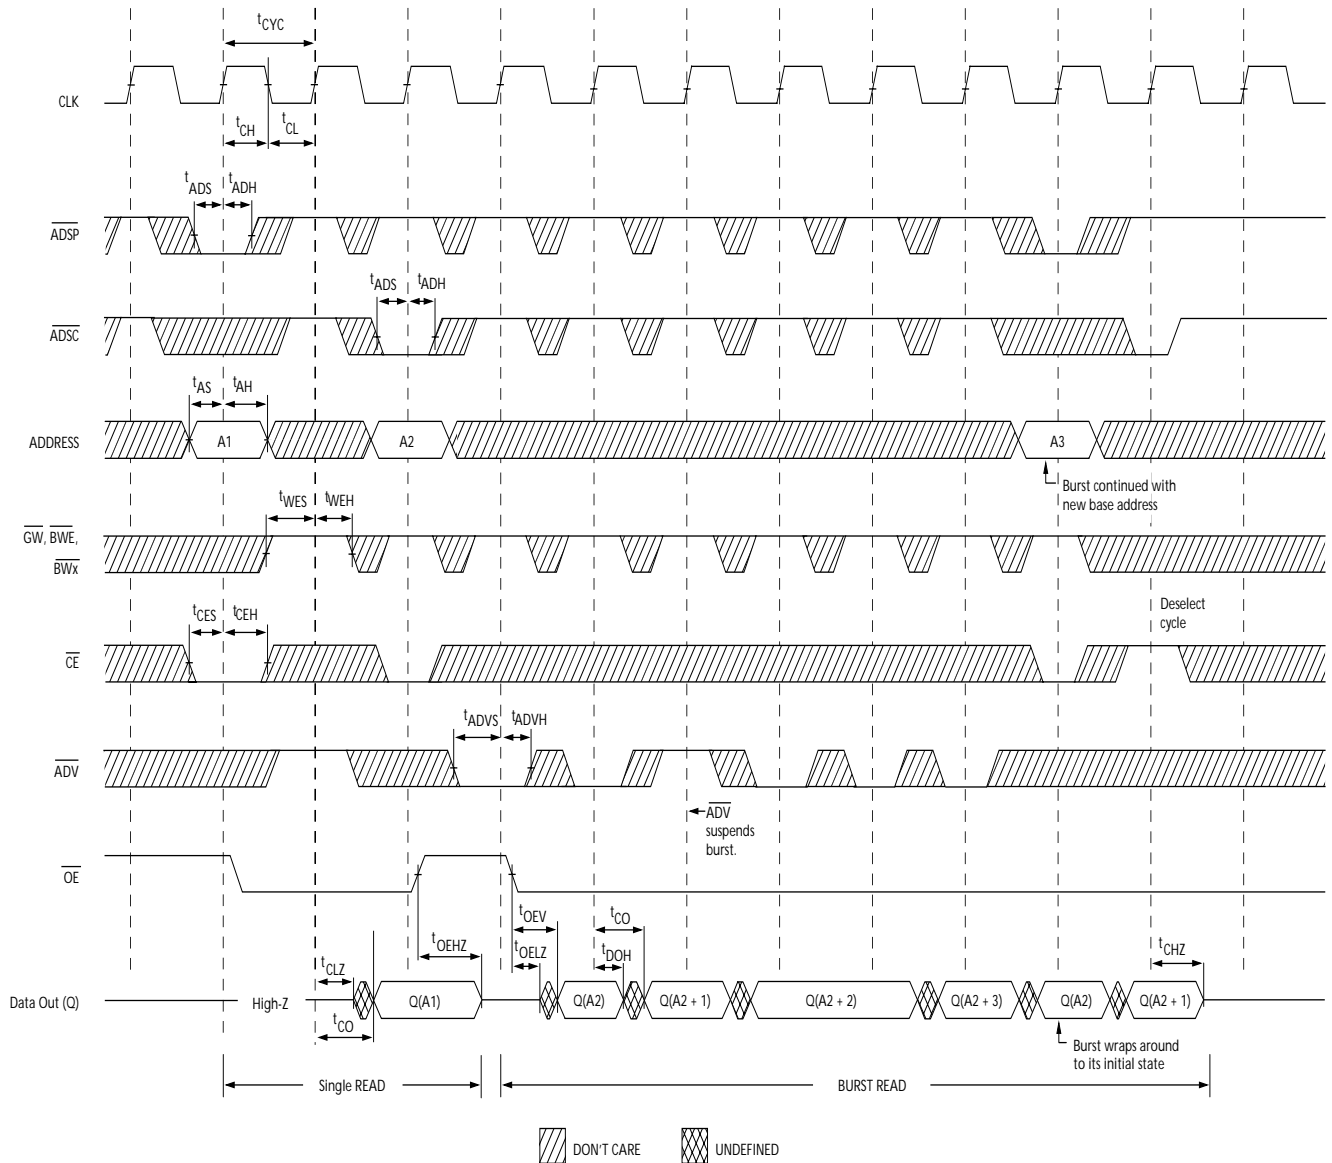 tCYC
CLK
tCH
tCL
tADS
tADH
ADSP
tADS
tADH
ADSC
tAS
tAH
ADDRESS
A1
A2
A3
Burst continued with
new base address
tWES
tWEH
GW, BWE,
BWx
tCES
tCEH
Deselect
cycle
CE
tADVS
tADVH
ADV
ADV
suspends
burst.
OE
tOEHZ
tOEV
tOELZ
tCO
tDOH
tCHZ
tCLZ
Data Out (Q)
High-Z
Q(A1)
Q(A2)
Q(A2 + 1)
Q(A2 + 2)
Q(A2 + 3)
Q(A2)
Q(A2 + 1)
tCO
Burst wraps around
to its initial state
Single READ
BURST READ
DON'T CARE
UNDEFINED